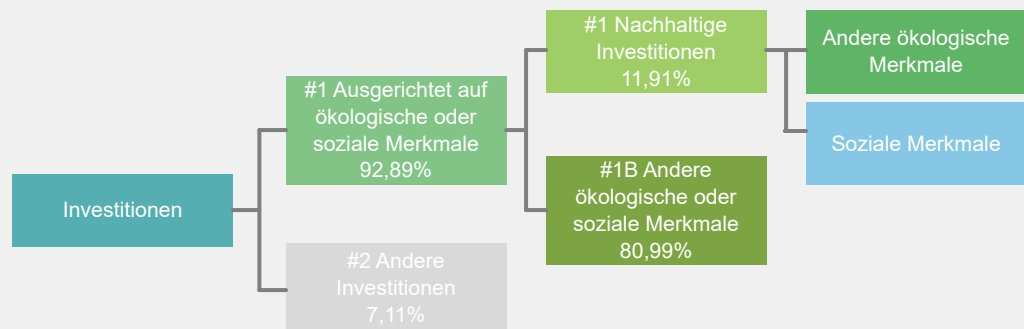 Investitionen
#1 Ausgerichtet auf
ökologische oder
soziale Merkmale
92,89%
#2 Andere
Investitionen
7,11%
#1 Nachhaltige
Investitionen
11,91%
#1B Andere
ökologische oder
soziale Merkmale
80,99%
Andere ökologische
Merkmale
Soziale Merkmale